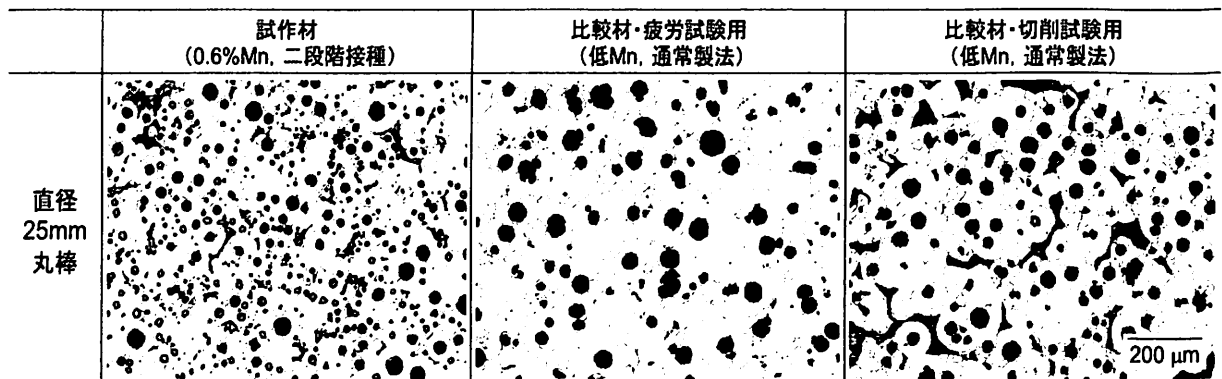 試作材
(0.6%Mn, 二段階接種)
比較材・疲労試験用
(低Mn, 通常製法)
比較材・切削試験用
(低Mn, 通常製法)
直径
25mm
丸棒
200 μm